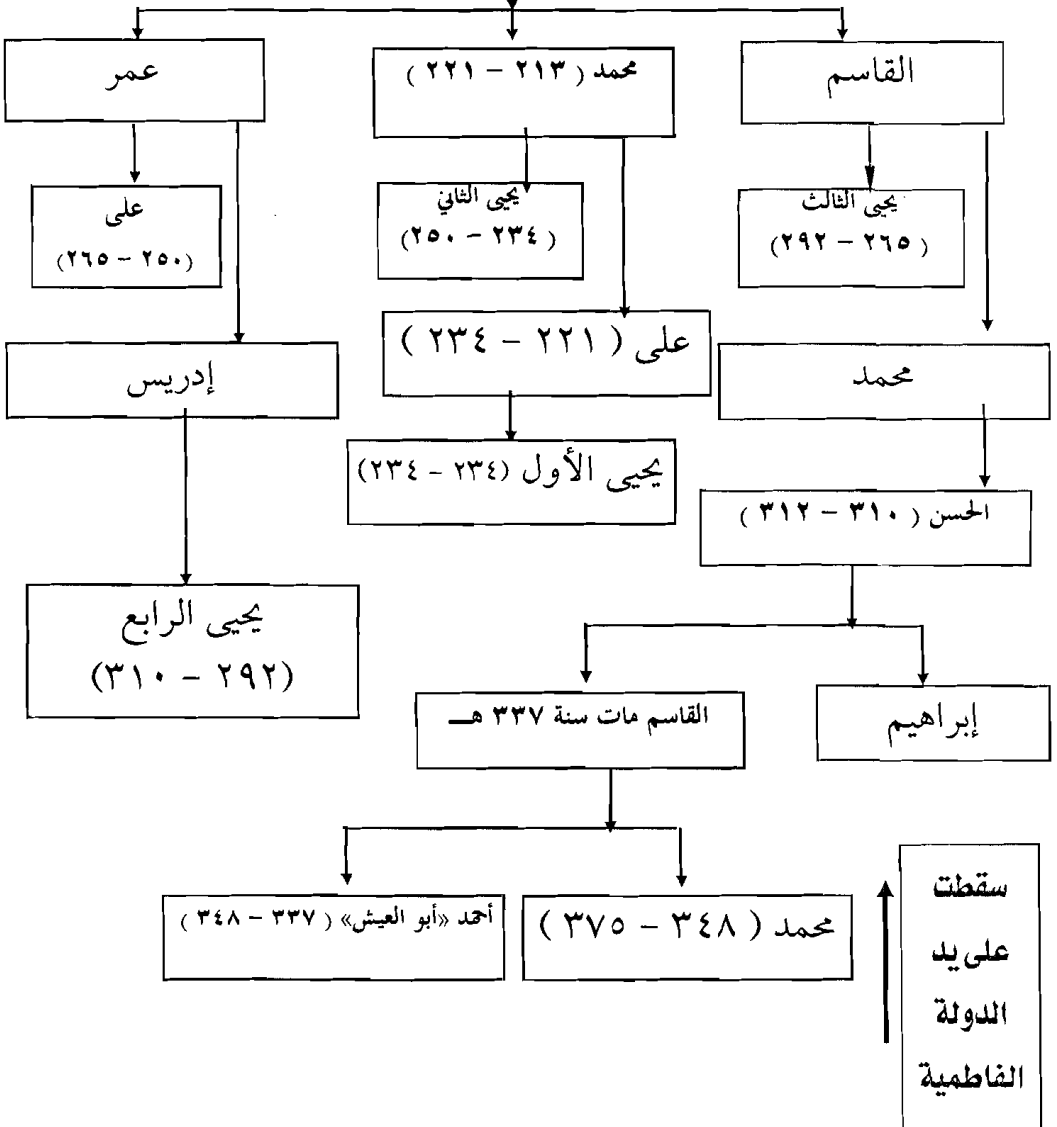 القاسم
محمد ( ٢١٣ - ٢٢١ )
عمر
يحيى الثالث
( ٢٦٥ - ٢٩٢)
يحيى الثاني
( ٢٣٤ - ٢٥٠)
على
(٢٥٠ - ٢٦٥)
على ( ٢٢١ - ٢٣٤ )
محمد
إدريس
يحيى الأول (٢٣٤ - ٢٣٤)
الحسن ( ٣١٠ - ٣١٢ )
يحيى الرابع
(٢٩٢ - ٣١٠)
إبراهيم
القاسم مات سنة ٣٣٧ هـــ
محمد ( ٣٤٨ - ٣٧٥ )
أحمد «أبو العيش» ( ٣٣٧ - ٣٤٨ )
سقطت
على يد
الدولة
الفاطمية